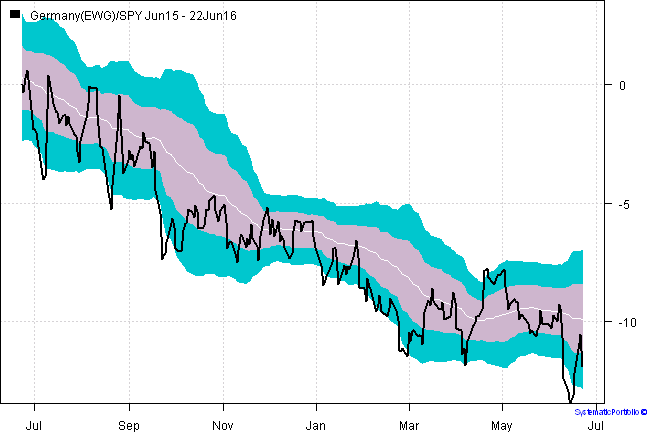 Germany(EWG)/SPY Jun15 - 22Jun16
0
-5
-10
SystematicPortfolio ©
Jul Sep Nov Jan Mar May Jul